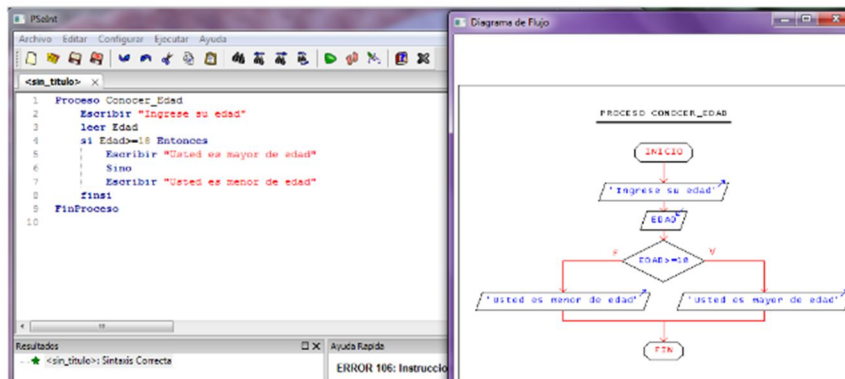 PSeInt
Archivo Editar Configurar Ejecutar Ayuda
<sin_titulo> X
1 Proceso Conocer_Edad
2 Escribir "Ingrese su edad"
3 leer Edad
4 si Edad>=18 Entonces
5 Escribir "Usted es mayor de edad"
6 Sino
7 Escribir "Usted es menor de edad"
8 finsi
9 FinProceso
10
Resultados
<sin_titulo>: Sintaxis Correcta
Ayuda Rapida
ERROR 106: Instruccio
Diagrama de Flujo
PROCESO CONOCER_EDAD
INICIO
'Ingrese su edad'
EDAD
F V
EDAD>=18
'Usted es menor de edad' 'Usted es mayor de edad'
FIN